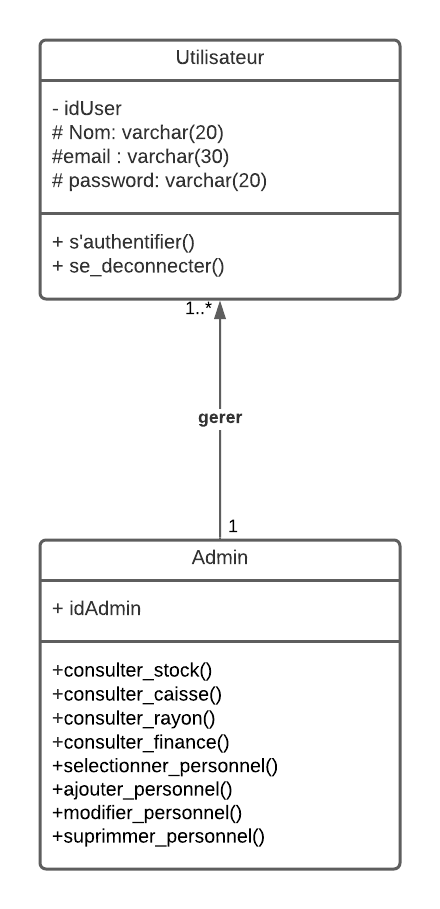 Utilisateur
- idUser
# Nom: varchar(20)
#email : varchar(30)
# password: varchar(20)
+ s'authentifier()
+ se_deconnecter()
1..*
gerer
1
Admin
+ idAdmin
+consulter_stock()
+consulter_caisse()
+consulter_rayon()
+consulter_finance()
+selectionner_personnel()
+ajouter_personnel()
+modifier_personnel()
+suprimmer_personnel()